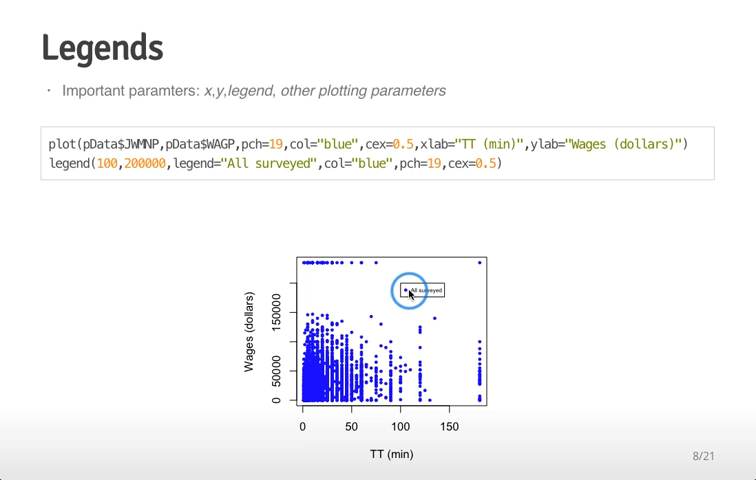 Legends
· Important paramters: x,y,legend, other plotting parameters
plot(pData$JWMNP,pData$WAGP,pch=19,col="blue",cex=0.5,xlab="TT (min)",ylab="Wages (dollars)")
legend(100,200000,legend="All surveyed",col="blue",pch=19,cex=0.5)
All surveyed
Wages (dollars)
150000
50000
0
0 50 100 150
TT (min)
8/21